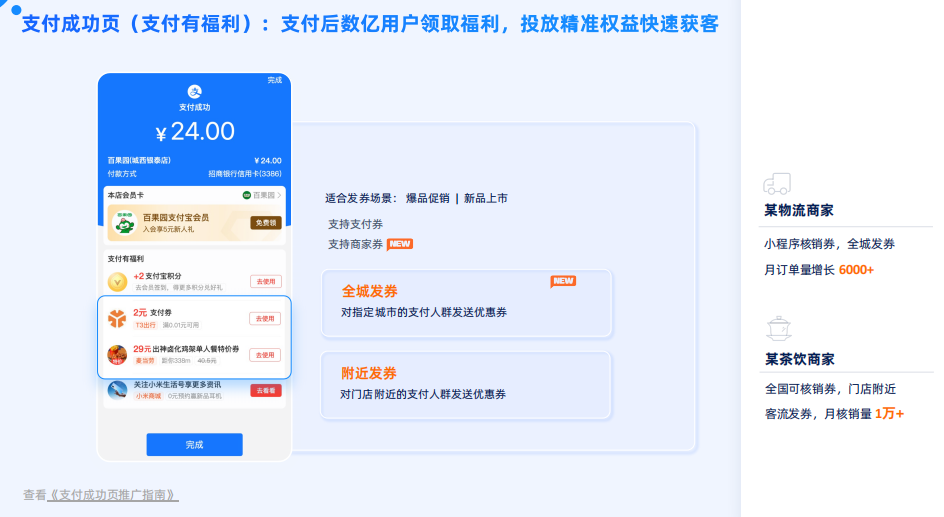 支付成功页（支付有福利）：支付后数亿用户领取福利，投放精准权益快速获客
完成
支
支付成功
¥24.00
百果园(城西银泰店) ¥24.00
付款方式 招商银行信用卡(3386)
本店会员卡 百果园
百果园支付宝会员
入会享5元新人礼
免费领
支付有福利
+2 支付宝积分
去会员签到，得更多积分兑好礼
去使用
2元 支付券
T3出行 满0.01元可用
去使用
29元 出神卤化鸡架单人餐特价券
距你338m 40.5元
去使用
关注小米生活号享更多资讯
小米商城 0元预约赢新品耳机
去看看
完成
适合发券场景： 爆品促销 | 新品上市
支持支付券
支持商家券 NEW
NEW
全城发券
对指定城市的支付人群发送优惠券
附近发券
对门店附近的支付人群发送优惠券
某物流商家
小程序核销券，全城发券
月订单量增长 6000+
某茶饮商家
全国可核销券，门店附近
客流发券，月核销量 1万+
查看《支付成功页推广指南》